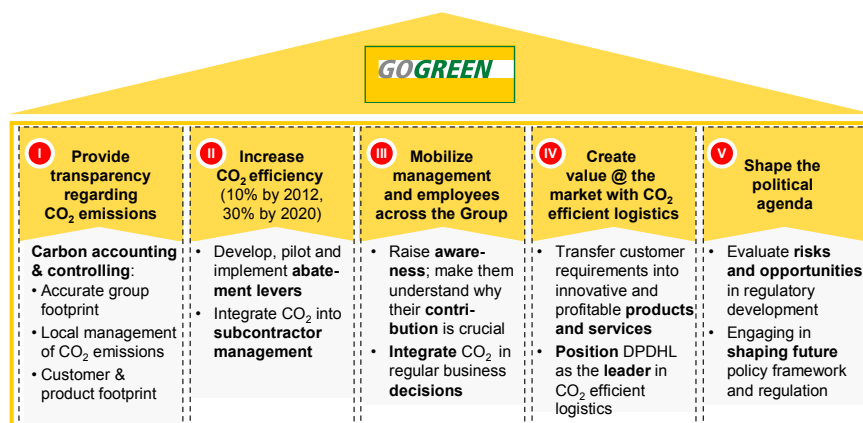 GOGREEN
I
Provide
transparency
regarding
CO₂ emissions
Carbon accounting
& controlling:
• Accurate group
footprint
• Local management
of CO₂ emissions
• Customer &
product footprint
II
Increase
CO₂ efficiency
(10% by 2012,
30% by 2020)
• Develop, pilot and
implement abate-
ment levers
• Integrate CO₂ into
subcontractor
management
III
Mobilize
management
and employees
across the Group
• Raise aware-
ness; make them
understand why
their contri-
bution is crucial
• Integrate CO₂ in
regular business
decisions
IV
Create
value @ the
market with CO₂
efficient logistics
• Transfer customer
requirements into
innovative and
profitable products
and services
• Position DPDHL
as the leader in
CO₂ efficient
logistics
V
Shape the
political
agenda
• Evaluate risks
and opportunities
in regulatory
development
• Engaging in
shaping future
policy framework
and regulation